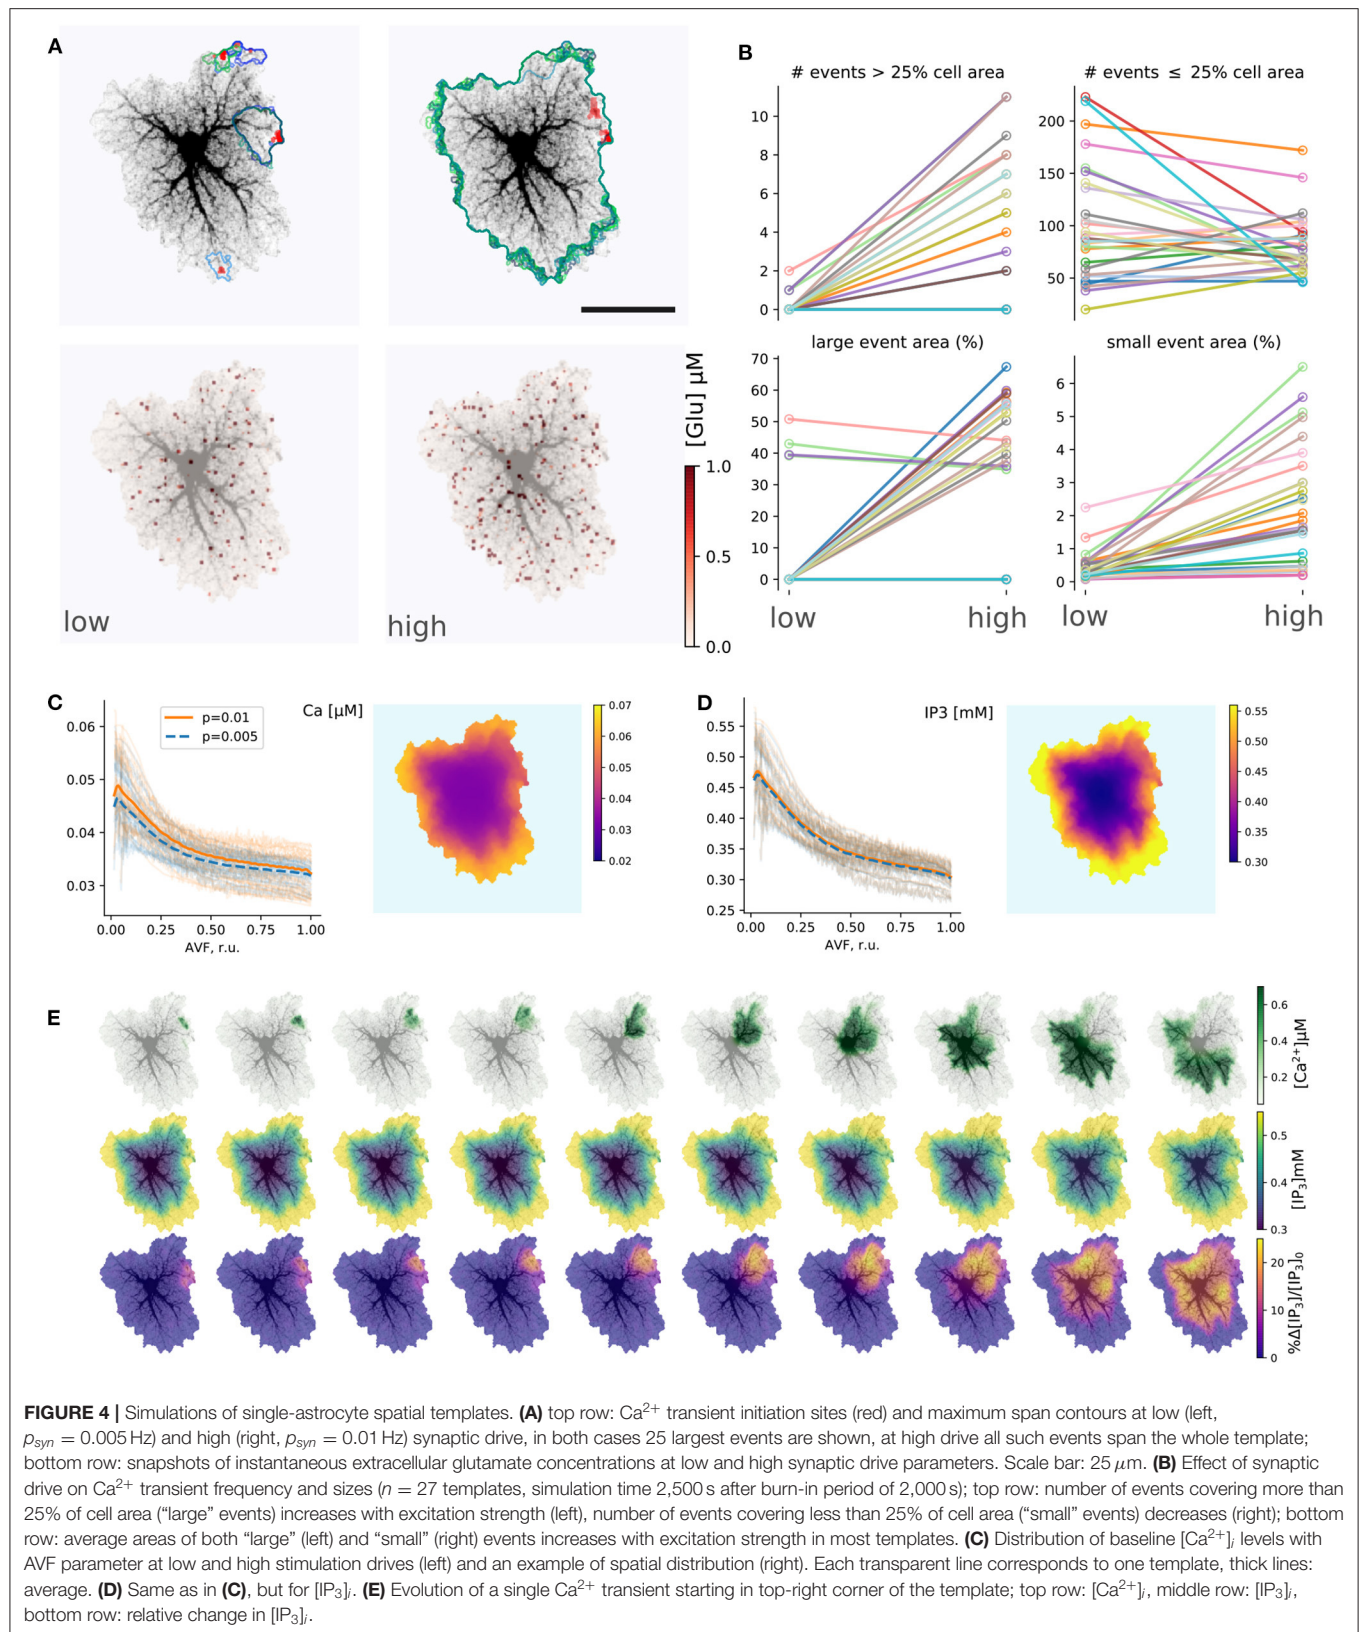 A
low
high
[Glu] µM
1.0
0.5
0.0
B
# events > 25% cell area
10
8
6
4
2
0
# events ≤ 25% cell area
200
150
100
50
large event area (%)
70
60
50
40
30
20
10
0
low
high
small event area (%)
6
5
4
3
2
1
0
low
high
C
0.06
0.05
0.04
0.03
p=0.01
p=0.005
0.00 0.25 0.50 0.75 1.00
AVF, r.u.
Ca [µM]
0.07
0.06
0.05
0.04
0.03
0.02
D
0.55
0.50
0.45
0.40
0.35
0.30
0.25
0.00 0.25 0.50 0.75 1.00
AVF, r.u.
IP3 [mM]
0.55
0.50
0.45
0.40
0.35
0.30
E
0.6
0.4
0.2
[Ca²⁺]µM
0.5
0.4
0.3
[IP₃]mM
20
10
0
%Δ[IP₃]/[IP₃]₀
FIGURE 4 | Simulations of single-astrocyte spatial templates. (A) top row: Ca²⁺ transient initiation sites (red) and maximum span contours at low (left,
pₛᵧₙ = 0.005 Hz) and high (right, pₛᵧₙ = 0.01 Hz) synaptic drive, in both cases 25 largest events are shown, at high drive all such events span the whole template;
bottom row: snapshots of instantaneous extracellular glutamate concentrations at low and high synaptic drive parameters. Scale bar: 25 µm. (B) Effect of synaptic
drive on Ca²⁺ transient frequency and sizes (n = 27 templates, simulation time 2,500 s after burn-in period of 2,000 s); top row: number of events covering more than
25% of cell area (“large” events) increases with excitation strength (left), number of events covering less than 25% of cell area (“small” events) decreases (right); bottom
row: average areas of both “large” (left) and “small” (right) events increases with excitation strength in most templates. (C) Distribution of baseline [Ca²⁺]ᵢ levels with
AVF parameter at low and high stimulation drives (left) and an example of spatial distribution (right). Each transparent line corresponds to one template, thick lines:
average. (D) Same as in (C), but for [IP₃]ᵢ. (E) Evolution of a single Ca²⁺ transient starting in top-right corner of the template; top row: [Ca²⁺]ᵢ, middle row: [IP₃]ᵢ,
bottom row: relative change in [IP₃]ᵢ.